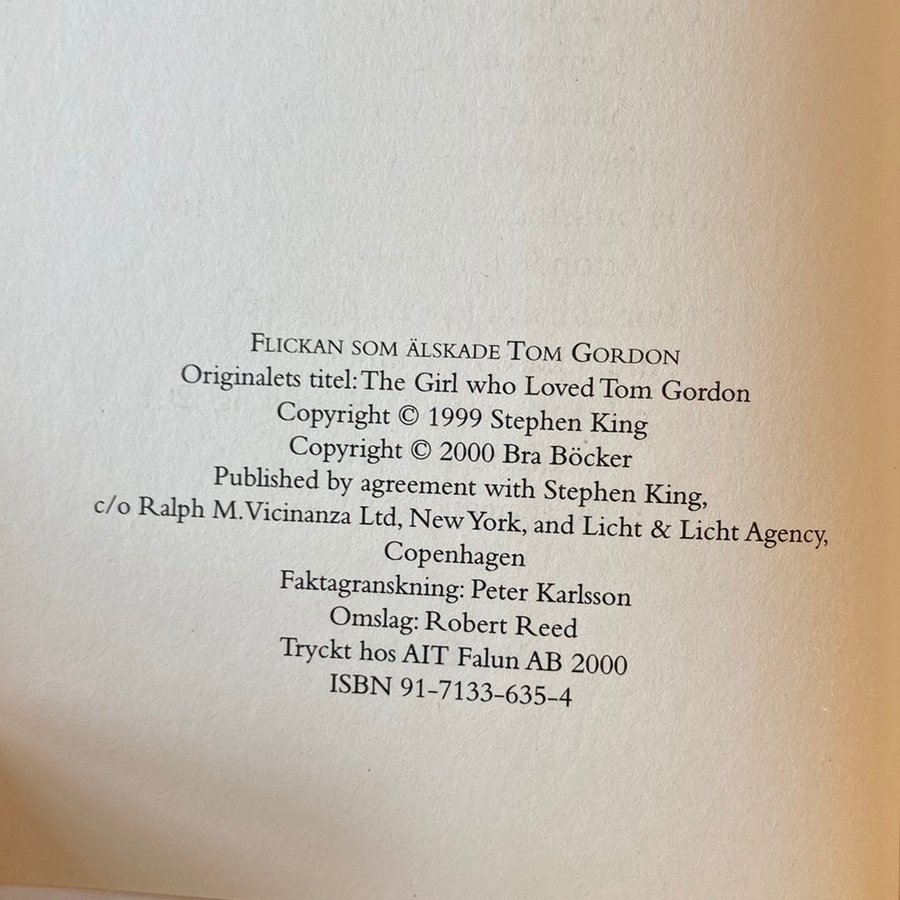 FLICKAN SOM ÄLSKADE TOM GORDON
Originalets titel: The Girl who Loved Tom Gordon
Copyright © 1999 Stephen King
Copyright © 2000 Bra Böcker
Published by agreement with Stephen King,
c/o Ralph M. Vicinanza Ltd, New York, and Licht & Licht Agency,
Copenhagen
Faktagranskning: Peter Karlsson
Omslag: Robert Reed
Tryckt hos AIT Falun AB 2000
ISBN 91-7133-635-4